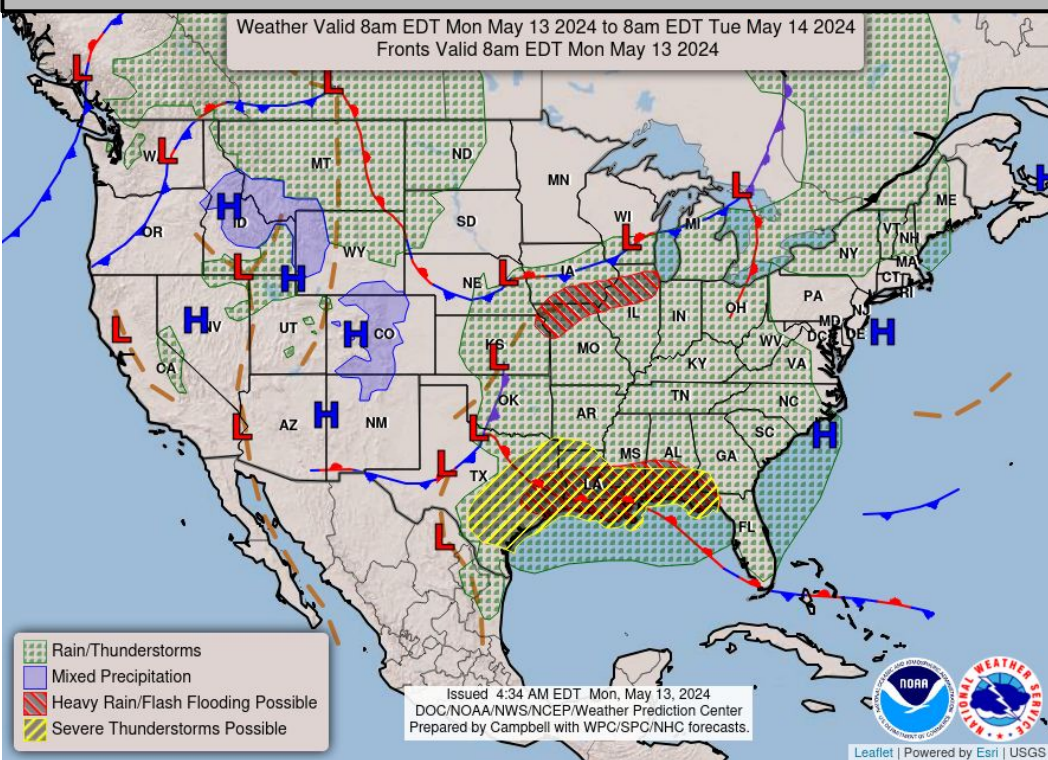 Weather Valid 8am EDT Mon May 13 2024 to 8am EDT Tue May 14 2024
Fronts Valid 8am EDT Mon May 13 2024
L
L
L
WA
MT
ND
MN
L
H
ME
H
ID
OR
SD
WI
L
MI
VT
NH
NY
MA
CT
RI
WY
L
H
NE
L
IA
PA
NJ
OH
IL
IN
MD
DE
DC
H
L
H
NV
UT
H
CO
KS
L
MO
WV
VA
KY
CA
OK
TN
NC
AR
L
AZ
H
NM
L
SC
H
L
TX
MS
AL
GA
LA
FL
L
Rain/Thunderstorms
Mixed Precipitation
Heavy Rain/Flash Flooding Possible
Severe Thunderstorms Possible
Issued 4:34 AM EDT Mon, May 13, 2024
DOC/NOAA/NWS/NCEP/Weather Prediction Center
Prepared by Campbell with WPC/SPC/NHC forecasts.
NOAA
NATIONAL WEATHER SERVICE
Leaflet | Powered by Esri | USGS